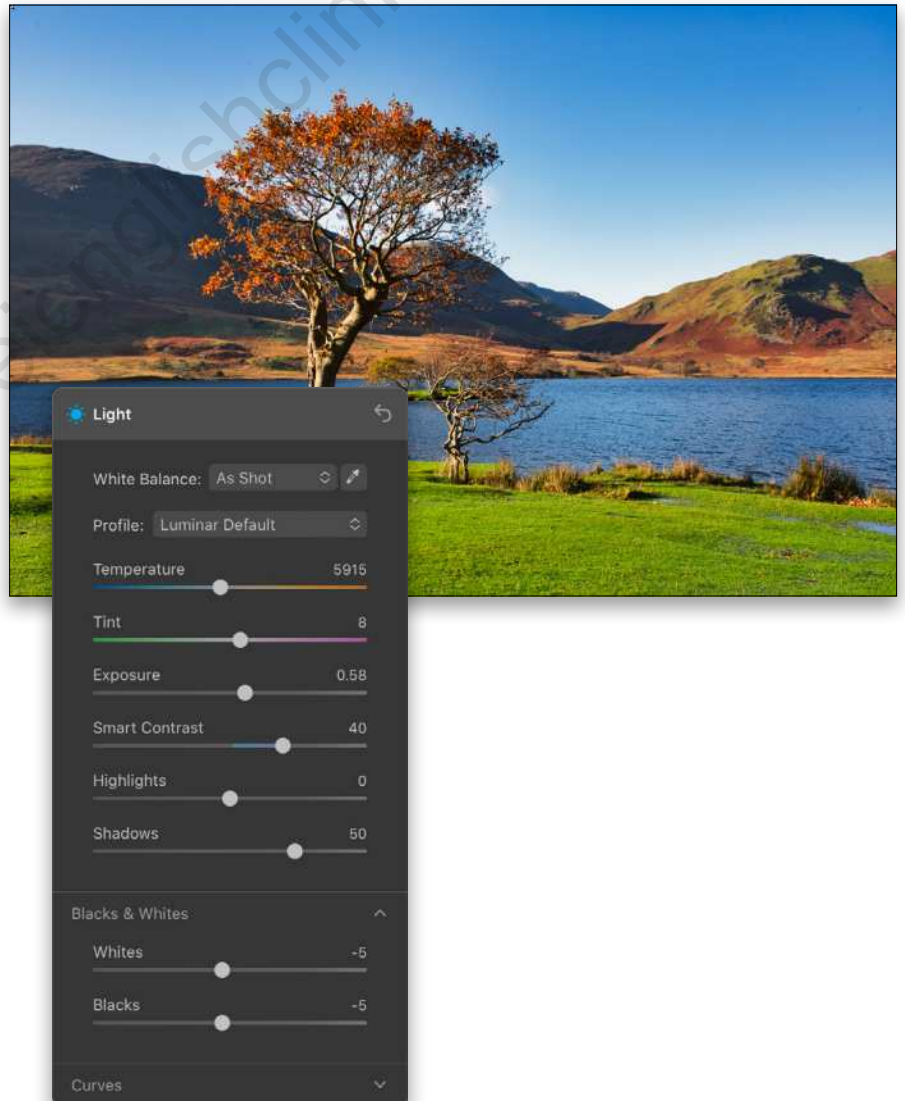 Light
White Balance: As Shot
Profile: Luminar Default
Temperature 5915
Tint 8
Exposure 0.58
Smart Contrast 40
Highlights 0
Shadows 50
Blacks & Whites
Whites -5
Blacks -5
Curves